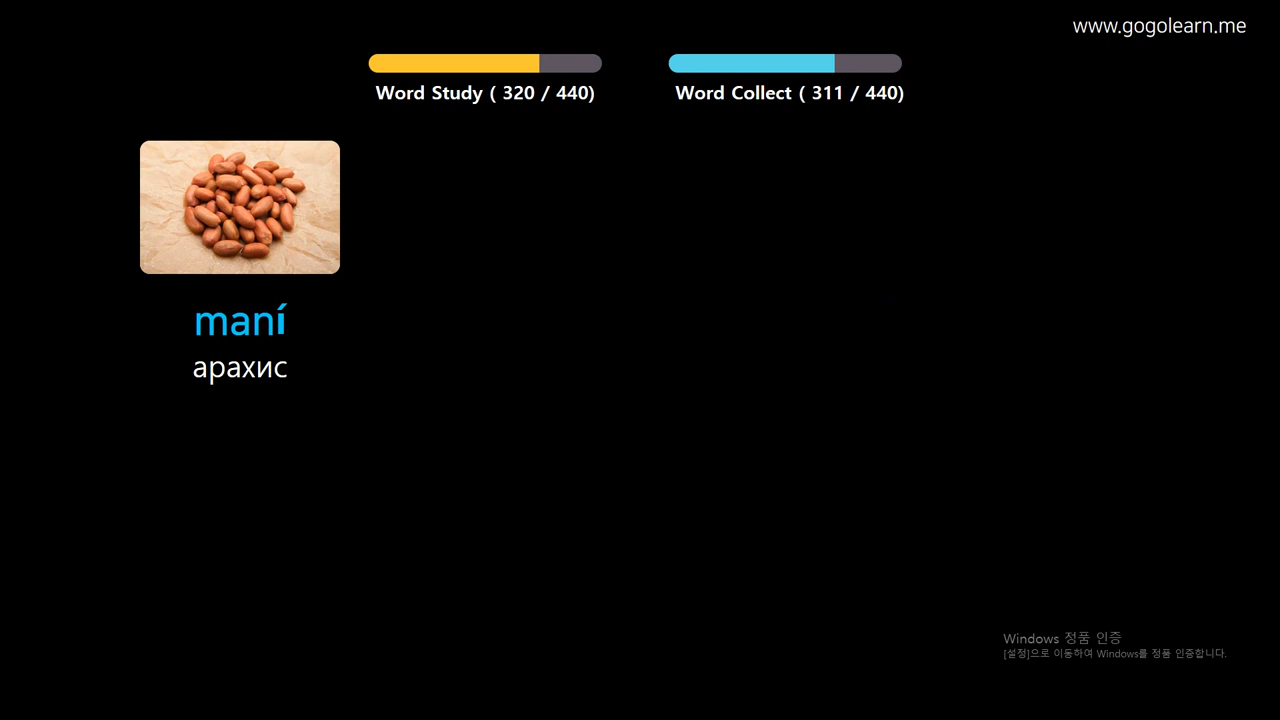 www.gogolearn.me
Word Study ( 320 / 440)
Word Collect ( 311 / 440)
maní
арахис
Windows 정품 인증
[설정]으로 이동하여 Windows를 정품 인증합니다.